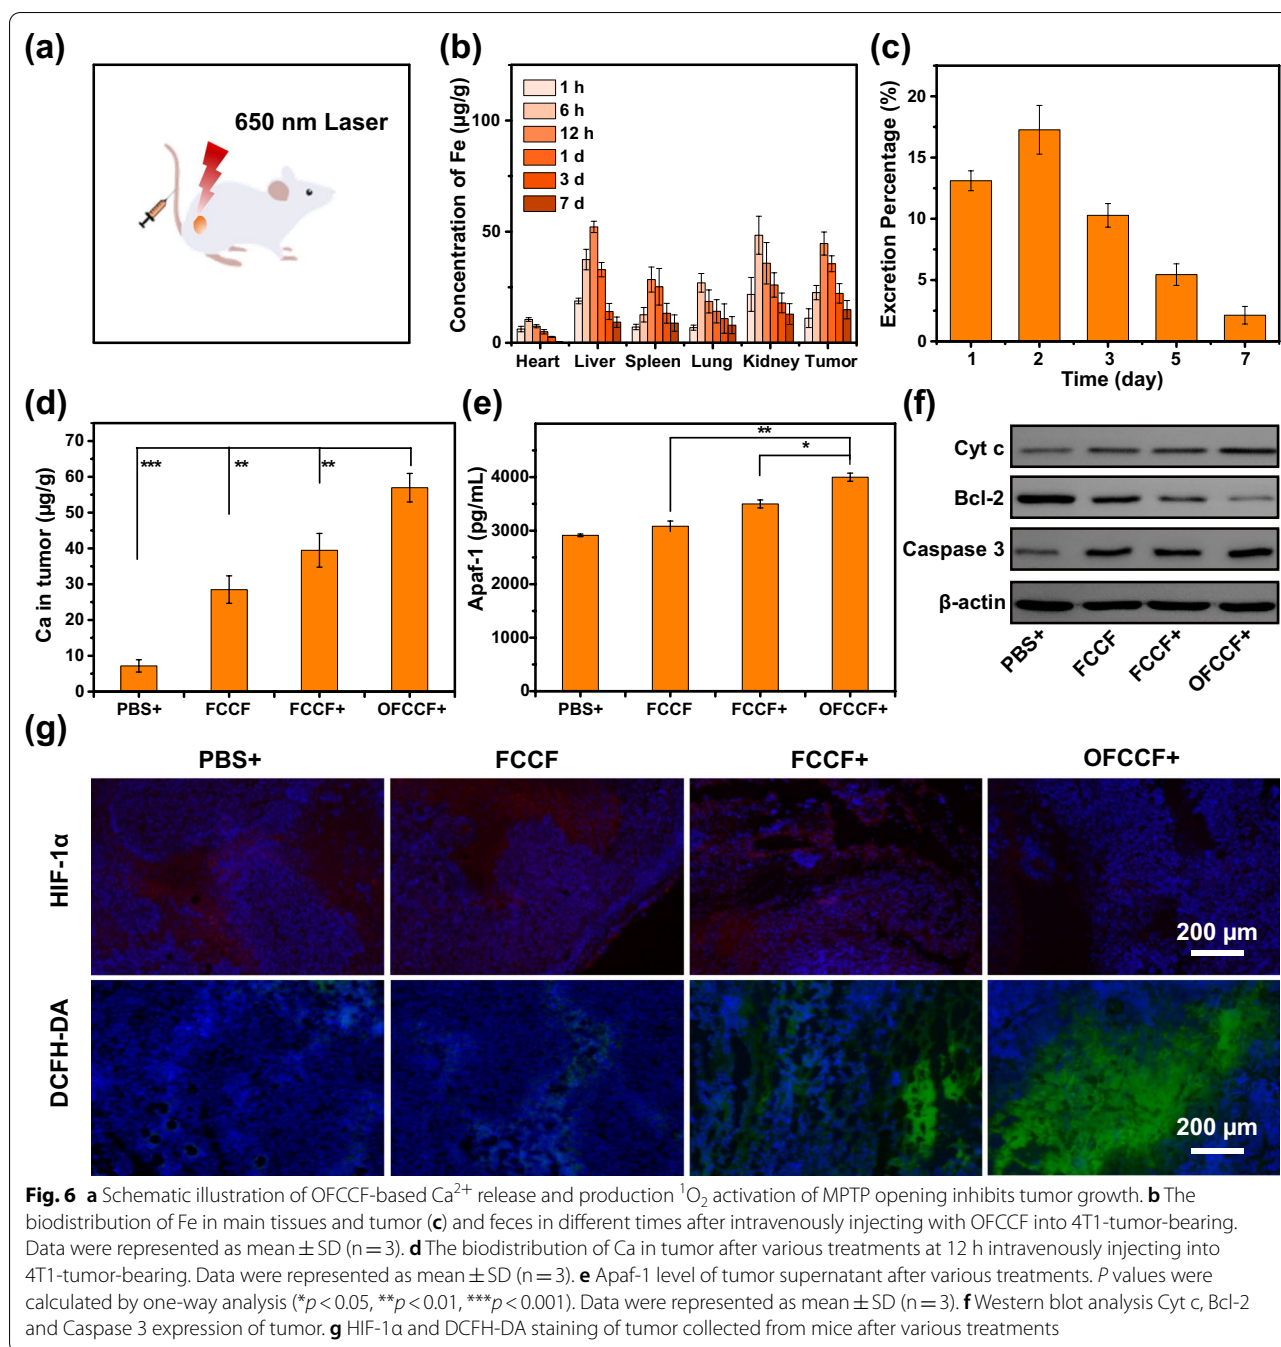 (a)
650 nm Laser
(b)
Concentration of Fe (µg/g)
100
50
0
1 h
6 h
12 h
1 d
3 d
7 d
Heart Liver Spleen Lung Kidney Tumor
(c)
Excretion Percentage (%)
20
15
10
5
0
1 2 3 5 7
Time (day)
(d)
Ca in tumor (µg/g)
70
60
50
40
30
20
10
0
*** ** **
PBS+ FCCF FCCF+ OFCCF+
(e)
Apaf-1 (pg/mL)
4000
3000
2000
1000
0
**
*
PBS+ FCCF FCCF+ OFCCF+
(f)
Cyt c
Bcl-2
Caspase 3
β-actin
PBS+ FCCF FCCF+ OFCCF+
(g)
PBS+ FCCF FCCF+ OFCCF+
HIF-1α
200 µm
DCFH-DA
200 µm
Fig. 6 a Schematic illustration of OFCCF-based Ca²⁺ release and production ¹O₂ activation of MPTP opening inhibits tumor growth. b The
biodistribution of Fe in main tissues and tumor (c) and feces in different times after intravenously injecting with OFCCF into 4T1-tumor-bearing.
Data were represented as mean ± SD (n = 3). d The biodistribution of Ca in tumor after various treatments at 12 h intravenously injecting into
4T1-tumor-bearing. Data were represented as mean ± SD (n = 3). e Apaf-1 level of tumor supernatant after various treatments. P values were
calculated by one-way analysis (*p < 0.05, **p < 0.01, ***p < 0.001). Data were represented as mean ± SD (n = 3). f Western blot analysis Cyt c, Bcl-2
and Caspase 3 expression of tumor. g HIF-1α and DCFH-DA staining of tumor collected from mice after various treatments